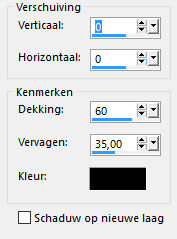 Verschuiving
Verticaal: 0
Horizontaal: 0
Kenmerken
Dekking: 60
Vervagen: 35,00
Kleur:
Schaduw op nieuwe laag